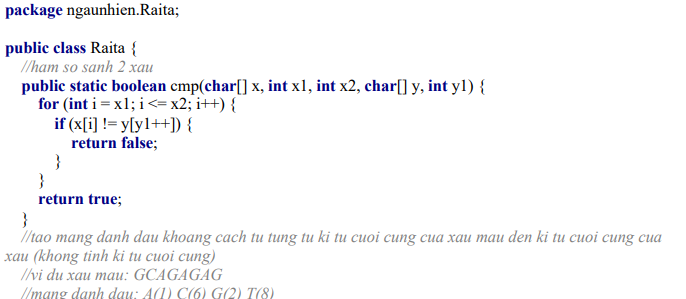 package ngaunhien.Raita;
public class Raita {
//ham so sanh 2 xau
public static boolean cmp(char[] x, int x1, int x2, char[] y, int y1) {
for (int i = x1; i <= x2; i++) {
if (x[i] != y[y1++]) {
return false;
}
}
return true;
}
//tao mang danh dau khoang cach tu tung tu ki tu cuoi cung cua xau mau den ki tu cuoi cung cua
xau (khong tinh ki tu cuoi cung)
//vi du xau mau: GCAGAGAG
//mang danh dau: A(1) C(6) G(2) T(8)